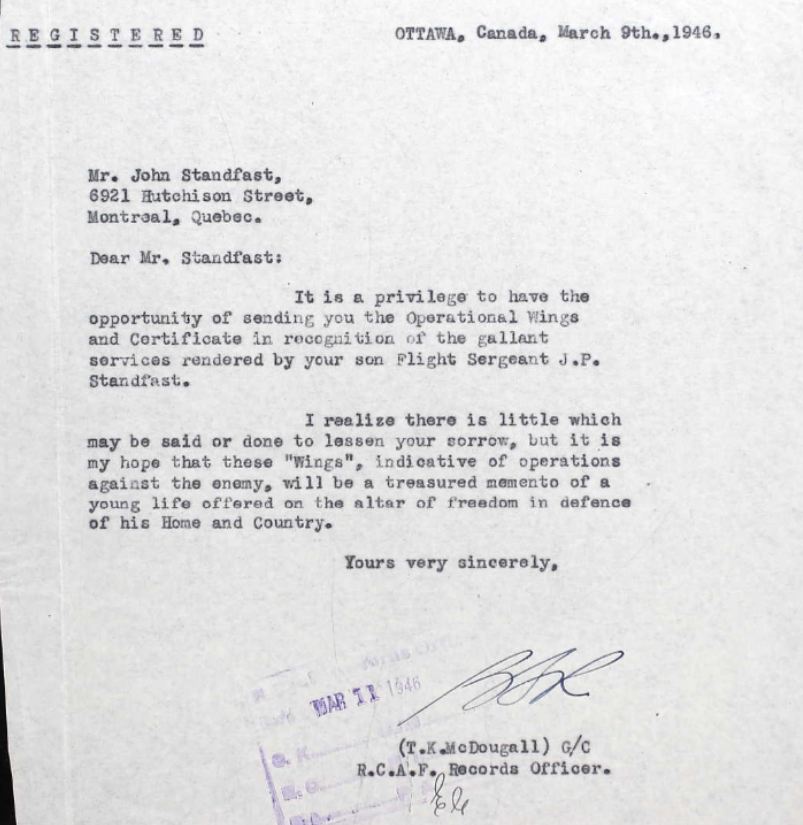 REGISTERED
OTTAWA, Canada, March 9th.,1946.
Mr. John Standfast,
6921 Hutchison Street,
Montreal, Quebec.
Dear Mr. Standfast:
It is a privilege to have the
opportunity of sending you the Operational Wings
and Certificate in recognition of the gallant
services rendered by your son Flight Sergeant J.P.
Standfast.
I realize there is little which
may be said or done to lessen your sorrow, but it is
my hope that these "Wings", indicative of operations
against the enemy, will be a treasured memento of a
young life offered on the altar of freedom in defence
of his Home and Country.
Yours very sincerely,
MAR 11 1946
(T.K.McDougall) G/C
R.C.A.F. Records Officer.